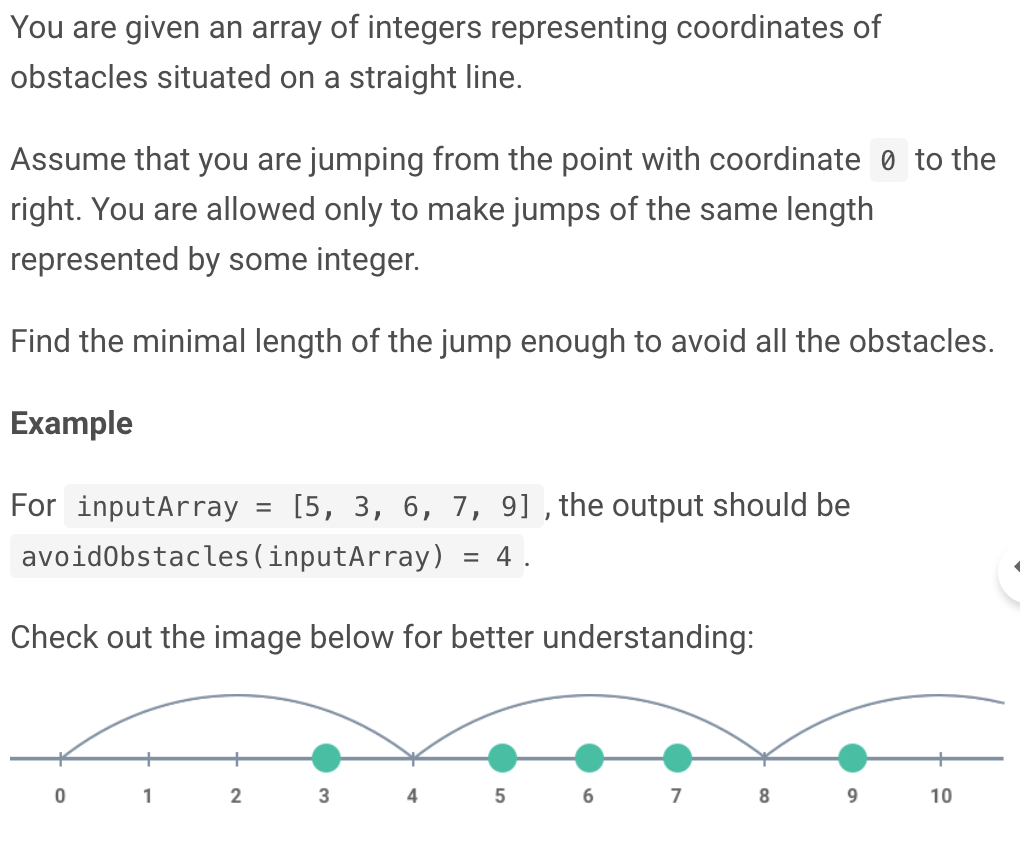 You are given an array of integers representing coordinates of
obstacles situated on a straight line.
Assume that you are jumping from the point with coordinate 0 to the
right. You are allowed only to make jumps of the same length
represented by some integer.
Find the minimal length of the jump enough to avoid all the obstacles.
Example
For inputArray = [5, 3, 6, 7, 9], the output should be
avoidObstacles(inputArray) = 4.
Check out the image below for better understanding:
0 1 2 3 4 5 6 7 8 9 10